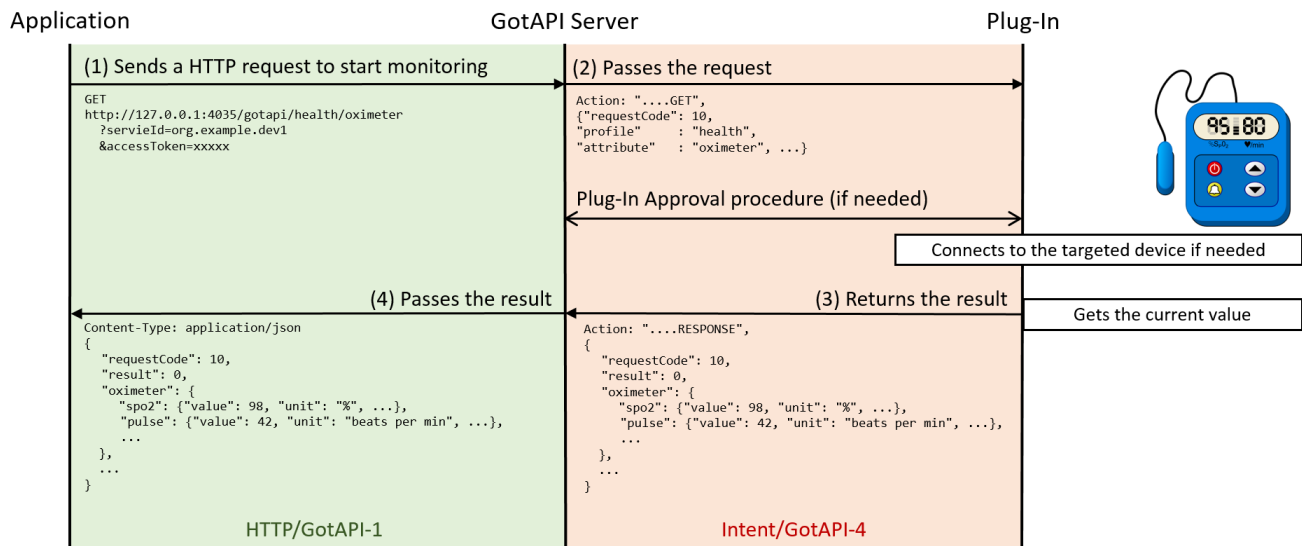 Application
GotAPI Server
Plug-In
(1) Sends a HTTP request to start monitoring
(2) Passes the request
GET
http://127.0.0.1:4035/gotapi/health/oximeter
?servieId=org.example.dev1
&accessToken=xxxxx
Action: "....GET",
{"requestCode": 10,
"profile" : "health",
"attribute" : "oximeter", ...}
95 80
%SpO₂ ♥/min
Plug-In Approval procedure (if needed)
Connects to the targeted device if needed
(4) Passes the result
(3) Returns the result
Gets the current value
Content-Type: application/json
{
"requestCode": 10,
"result": 0,
"oximeter": {
"spo2": {"value": 98, "unit": "%", ...},
"pulse": {"value": 42, "unit": "beats per min", ...},
...
},
...
}
Action: "....RESPONSE",
{
"requestCode": 10,
"result": 0,
"oximeter": {
"spo2": {"value": 98, "unit": "%", ...},
"pulse": {"value": 42, "unit": "beats per min", ...},
...
},
...
}
HTTP/GotAPI-1
Intent/GotAPI-4